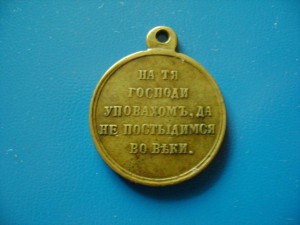 НА ТЯ
ГОСПОДИ
УПОВАХОМЪ, ДА
НЕ ПОСТЫДИМСЯ
ВО ВѢКИ.